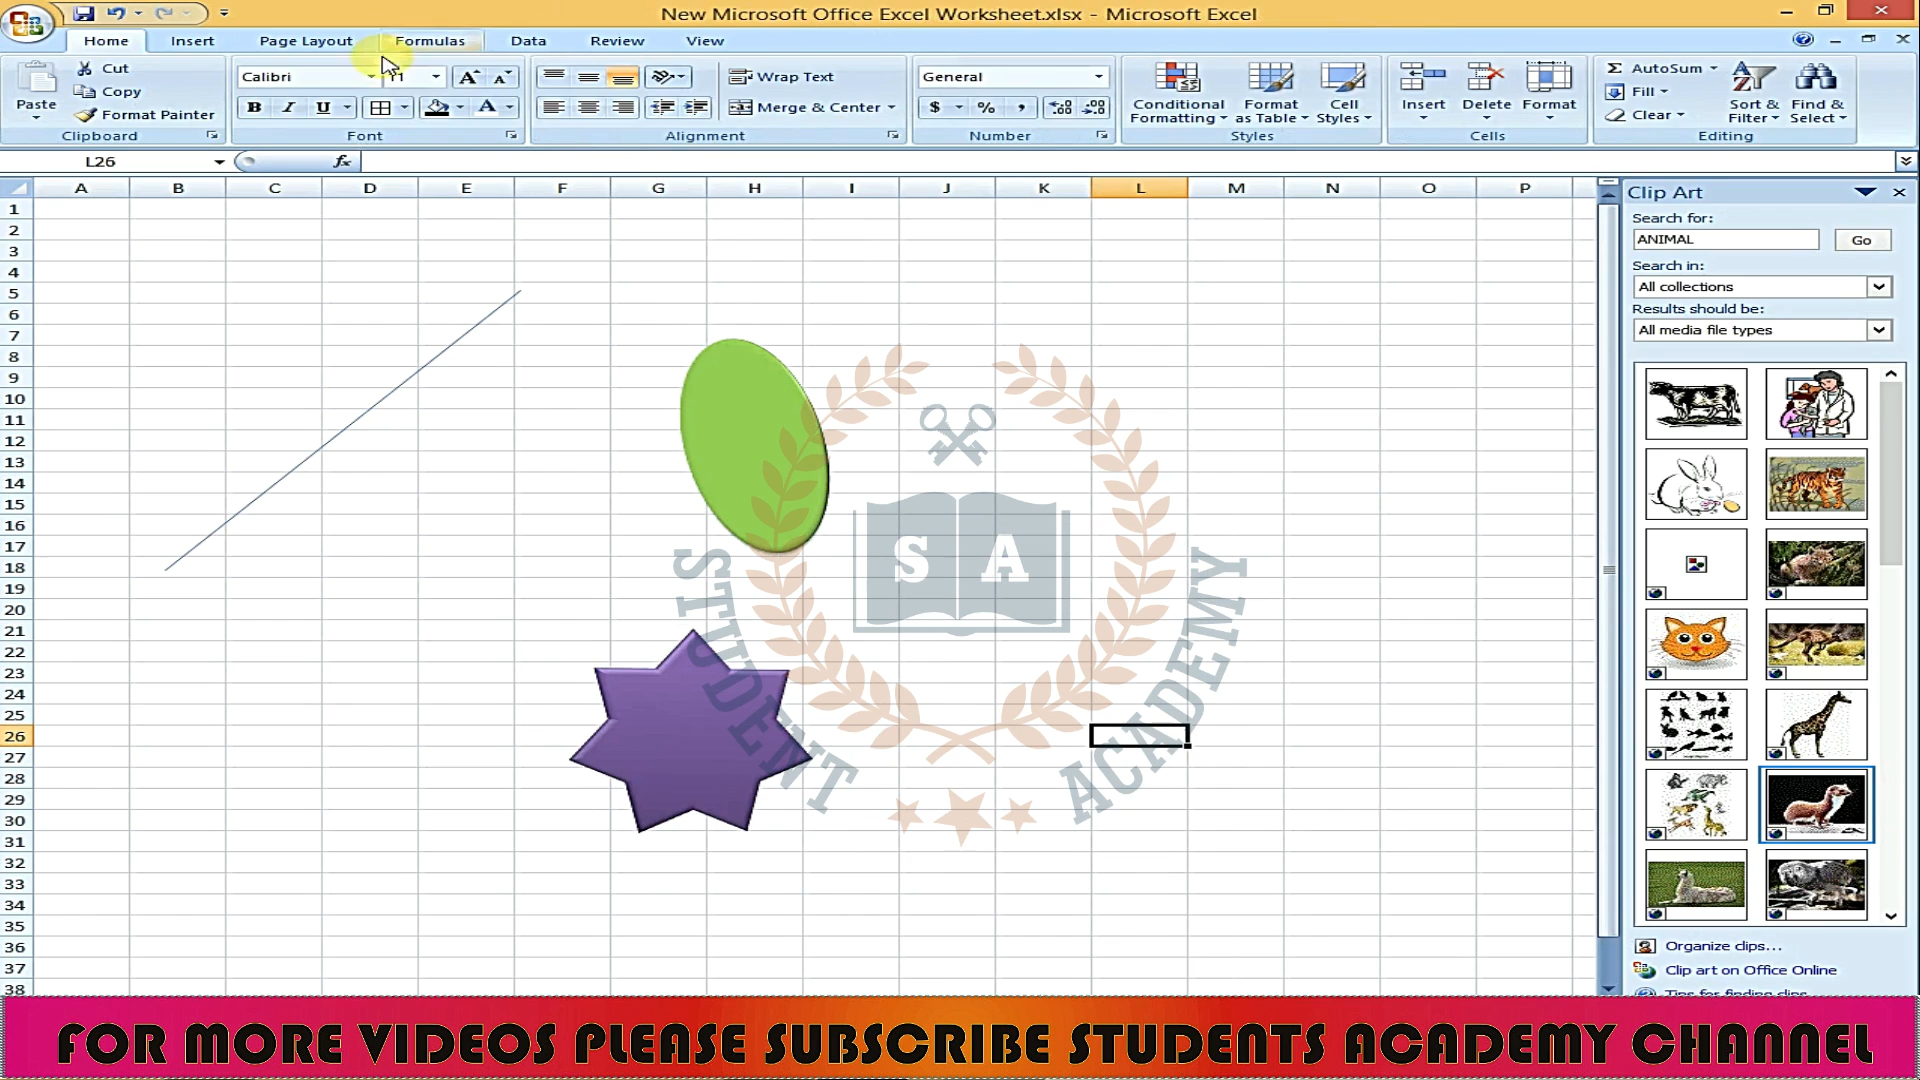 New Microsoft Office Excel Worksheet.xlsx - Microsoft Excel
Home Insert Page Layout Formulas Data Review View
Paste Cut Copy Format Painter Clipboard
Calibri B I U A A A Font
Wrap Text Merge & Center Alignment
General $ % , Number
Conditional Formatting Format as Table Cell Styles Styles
Insert Delete Format Cells
Σ AutoSum Fill Clear Sort & Filter Find & Select Editing
L26 fx
A B C D E F G H I J K L M N O P
1
2
3
4
5
6
7
8
9
10
11
12
13
14
15
16
17
18
19
20
21
22
23
24
25
26
27
28
29
30
31
32
33
34
35
36
37
38
S A
STUDENT ACADEMY
Clip Art
Search for:
ANIMAL Go
Search in:
All collections
Results should be:
All media file types
Organize clips...
Clip art on Office Online
Tips for finding clips
FOR MORE VIDEOS PLEASE SUBSCRIBE STUDENTS ACADEMY CHANNEL